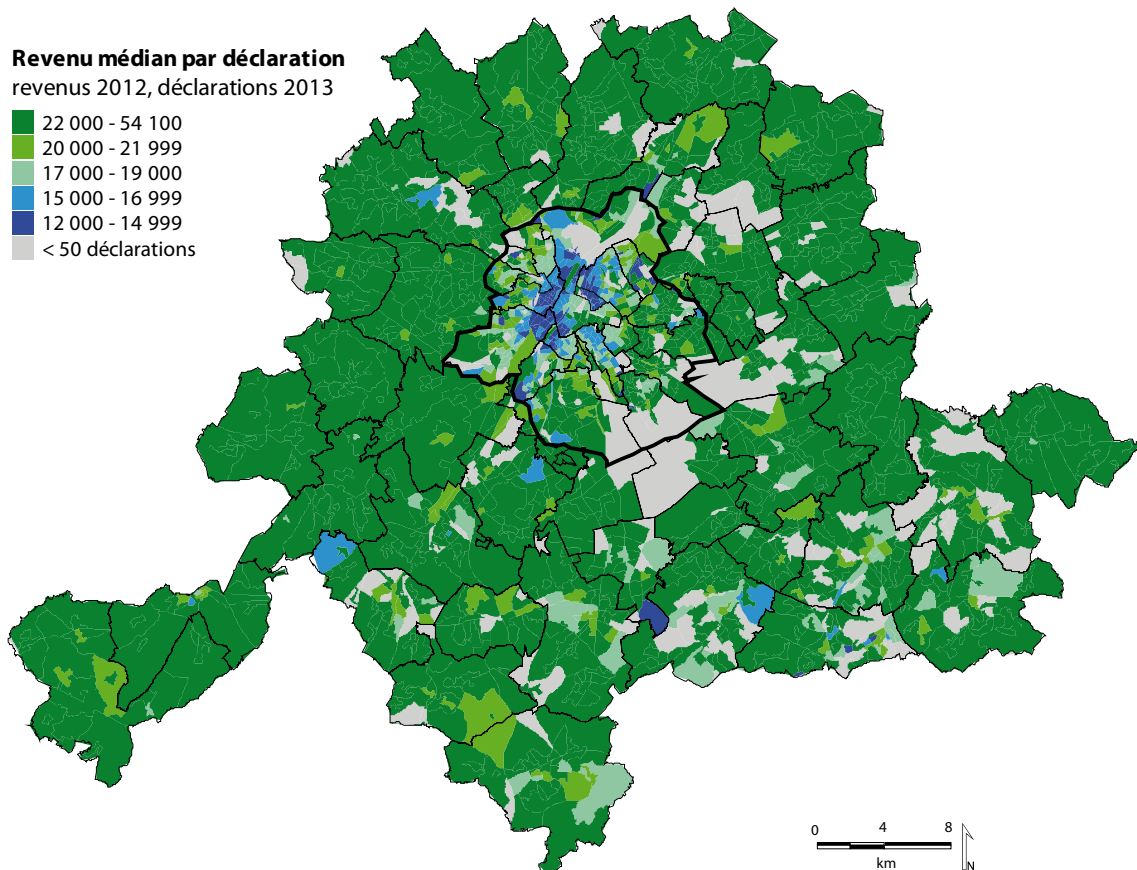 Revenu médian par déclaration
revenus 2012, déclarations 2013
22 000 - 54 100
20 000 - 21 999
17 000 - 19 000
15 000 - 16 999
12 000 - 14 999
< 50 déclarations
0 4 8
km
N